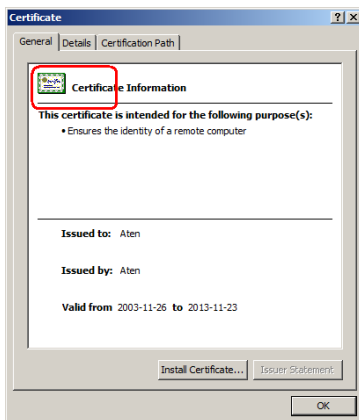 Certificate
General Details Certification Path
Certificate Information
This certificate is intended for the following purpose(s):
• Ensures the identity of a remote computer
Issued to: Aten
Issued by: Aten
Valid from 2003-11-26 to 2013-11-23
Install Certificate... Issuer Statement
OK